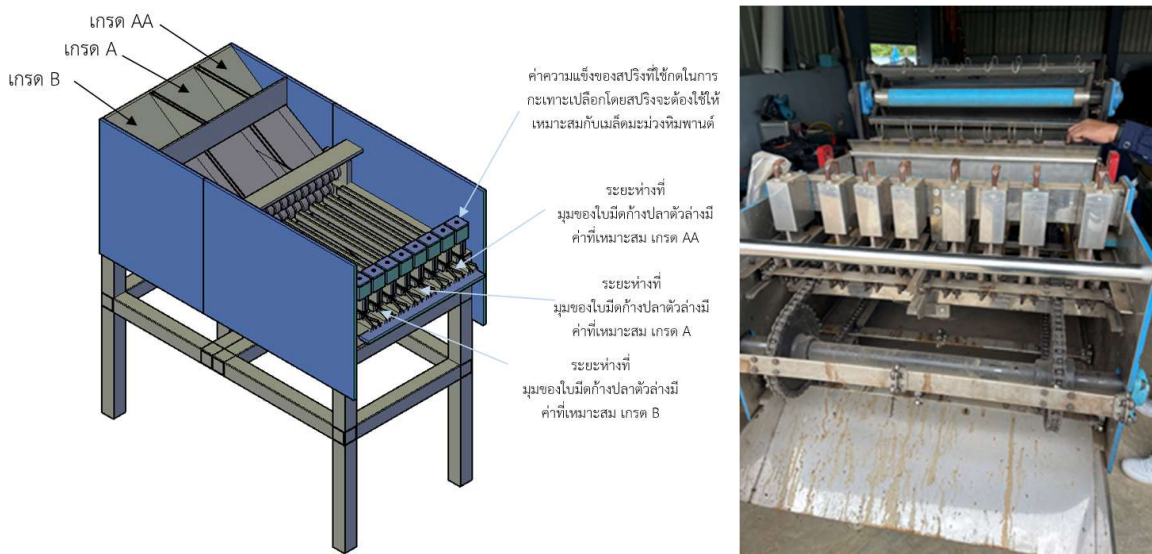 เกรด AA
เกรด A
เกรด B
ค่าความแข็งของสปริงที่ใช้กดในการ
กะเทาะเปลือกโดยสปริงจะต้องใช้ให้
เหมาะสมกับเมล็ดมะม่วงหิมพานต์
ระยะห่างที่
มุมของใบมีดก้างปลาตัวล่างมี
ค่าที่เหมาะสม เกรด AA
ระยะห่างที่
มุมของใบมีดก้างปลาตัวล่างมี
ค่าที่เหมาะสม เกรด A
ระยะห่างที่
มุมของใบมีดก้างปลาตัวล่างมี
ค่าที่เหมาะสม เกรด B